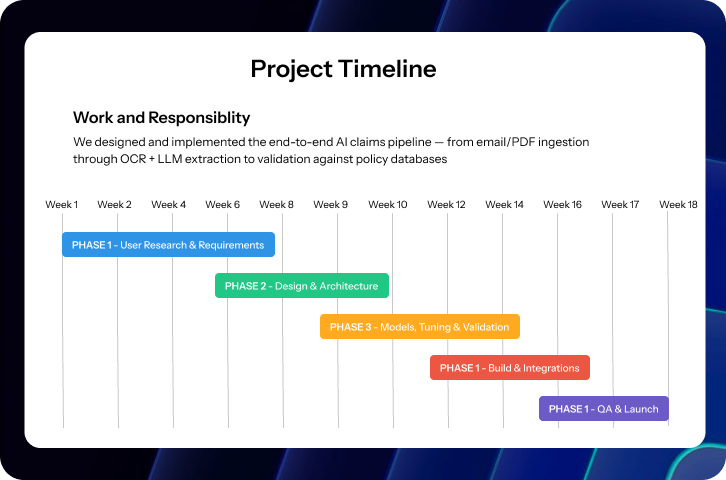 Project Timeline
Work and Responsiblity
We designed and implemented the end-to-end AI claims pipeline — from email/PDF ingestion
through OCR + LLM extraction to validation against policy databases
Week 1 Week 2 Week 4 Week 6 Week 8 Week 9 Week 10 Week 12 Week 14 Week 16 Week 17 Week 18
PHASE 1 - User Research & Requirements
PHASE 2 - Design & Architecture
PHASE 3 - Models, Tuning & Validation
PHASE 1 - Build & Integrations
PHASE 1 - QA & Launch